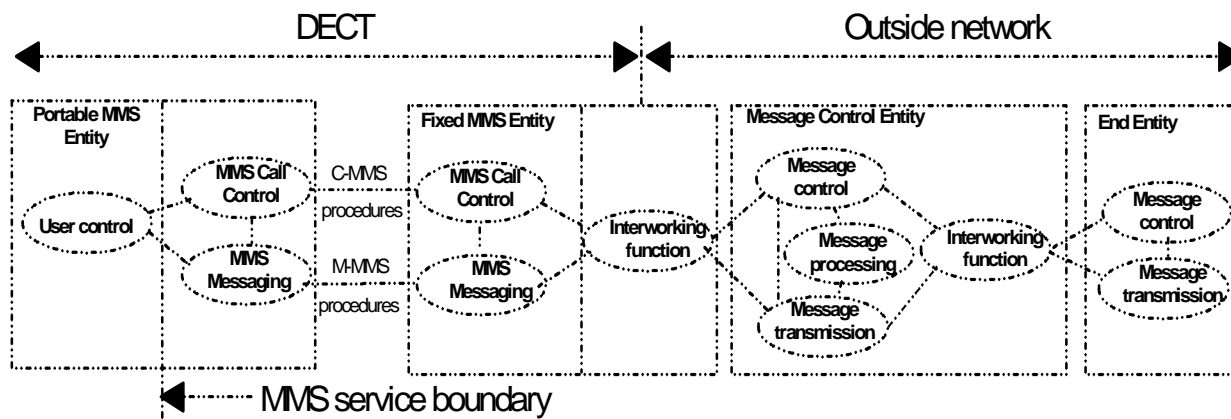 DECT
Outside network
Portable MMS
Entity
Fixed MMS Entity
Message Control Entity
End Entity
User control
MMS Call
Control
MMS
Messaging
C-MMS
procedures
M-MMS
procedures
MMS Call
Control
MMS
Messaging
Interworking
function
Message
control
Message
processing
Message
transmission
Interworking
function
Message
control
Message
transmission
MMS service boundary